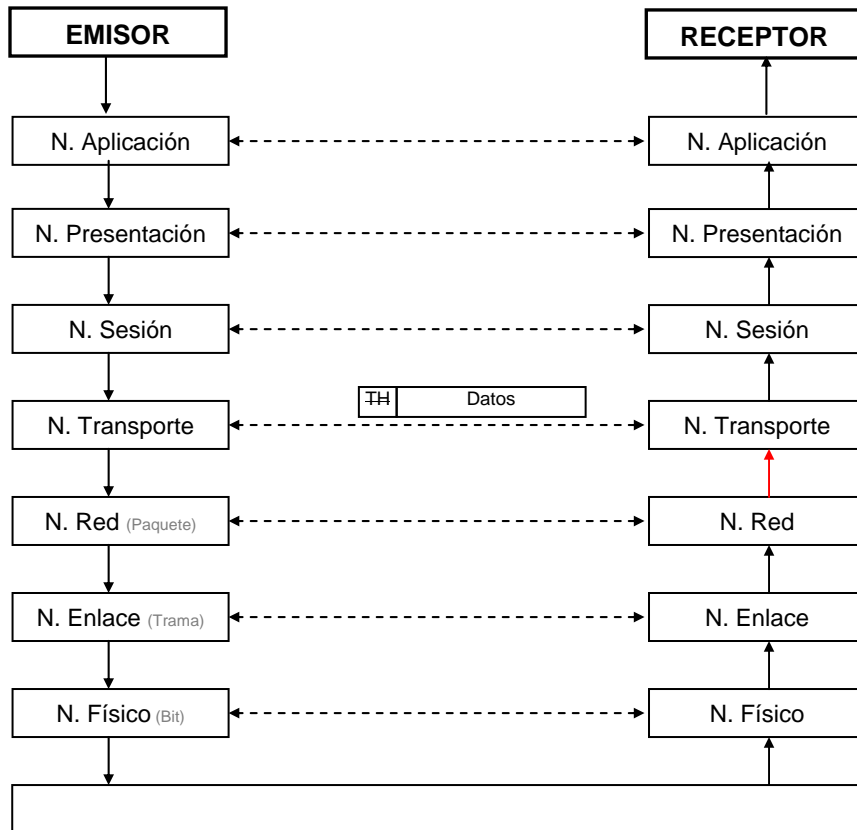 EMISOR RECEPTOR
N. Aplicación N. Aplicación
N. Presentación N. Presentación
N. Sesión N. Sesión
TH Datos
N. Transporte N. Transporte
N. Red (Paquete) N. Red
N. Enlace (Trama) N. Enlace
N. Físico (Bit) N. Físico